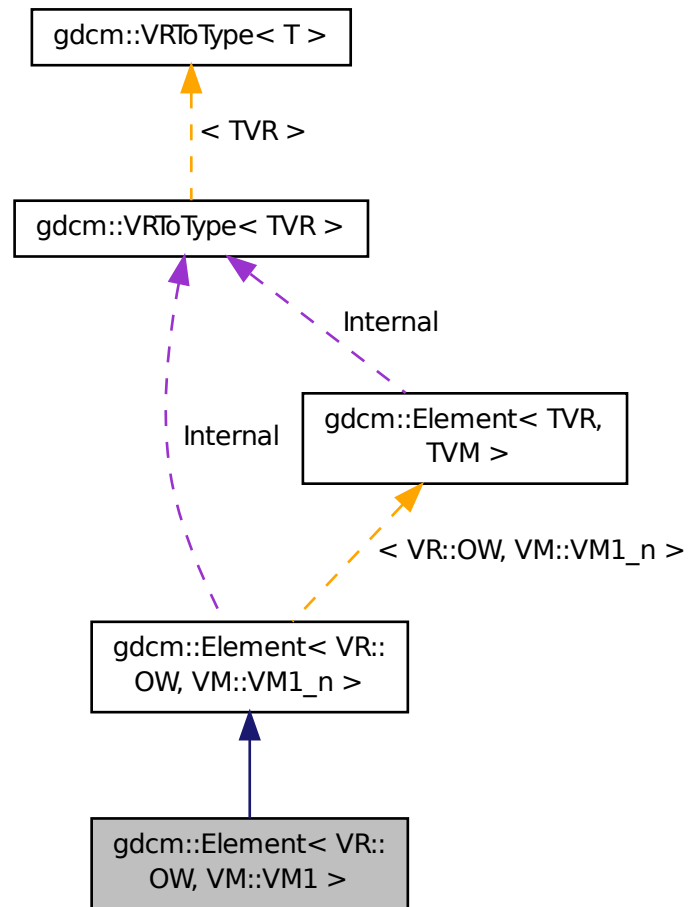 gdcm::VRToType< T >
< TVR >
gdcm::VRToType< TVR >
Internal
gdcm::Element< TVR,
TVM >
Internal
< VR::OW, VM::VM1_n >
gdcm::Element< VR::
OW, VM::VM1_n >
gdcm::Element< VR::
OW, VM::VM1 >